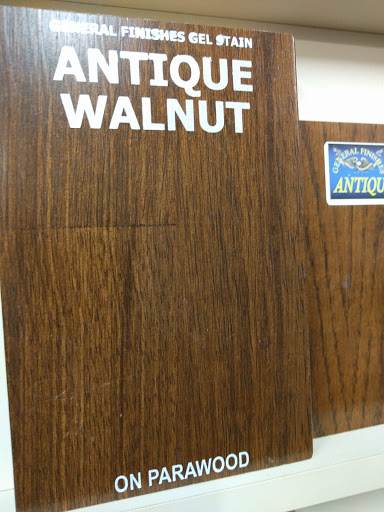 GENERAL FINISHES GEL STAIN
ANTIQUE
WALNUT
ON PARAWOOD
GENERAL FINISHES
ANTIQU